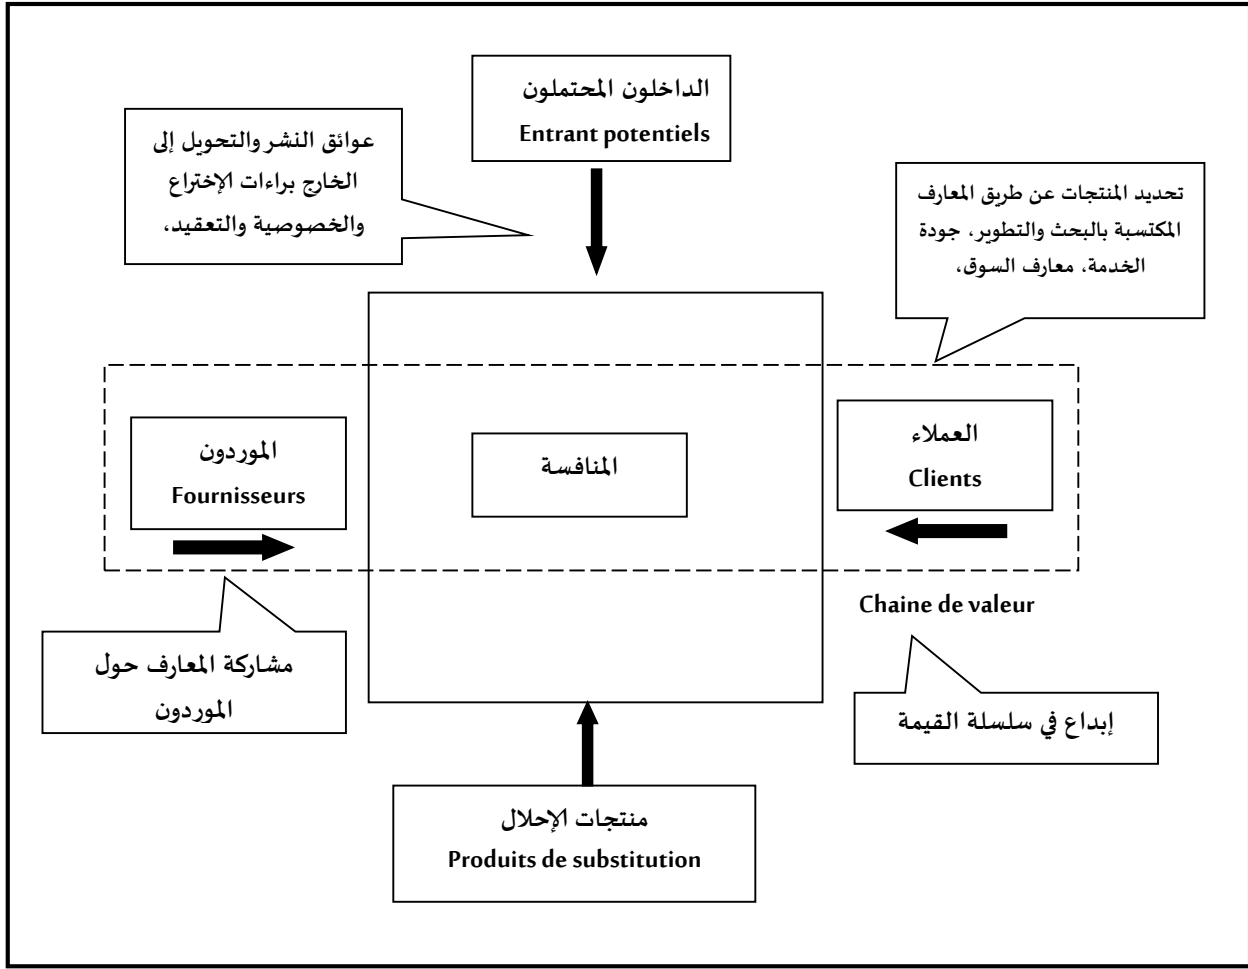 الداخلون المحتملون
Entrant potentiels
عوائق النشر والتحويل إلى
الخارج براءات الإختراع
والخصوصية والتعقيد،
تحديد المنتجات عن طريق المعارف
المكتسبة بالبحث والتطوير، جودة
الخدمة، معارف السوق،
العملاء
Clients
المنافسة
الموردون
Fournisseurs
Chaine de valeur
مشاركة المعارف حول
الموردون
إبداع في سلسلة القيمة
منتجات الإحلال
Produits de substitution